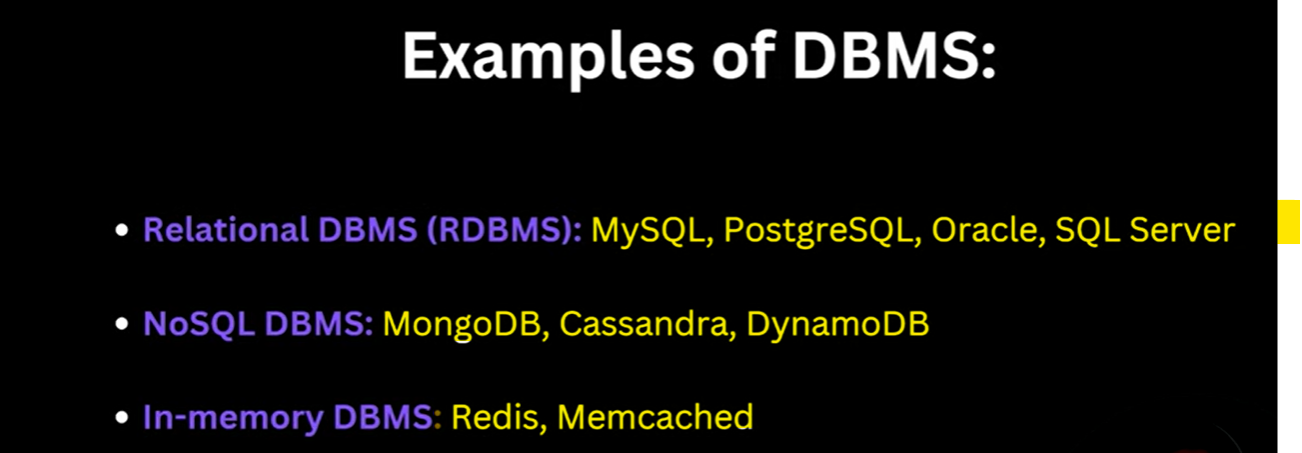 Examples of DBMS:
• Relational DBMS (RDBMS): MySQL, PostgreSQL, Oracle, SQL Server
• NoSQL DBMS: MongoDB, Cassandra, DynamoDB
• In-memory DBMS: Redis, Memcached